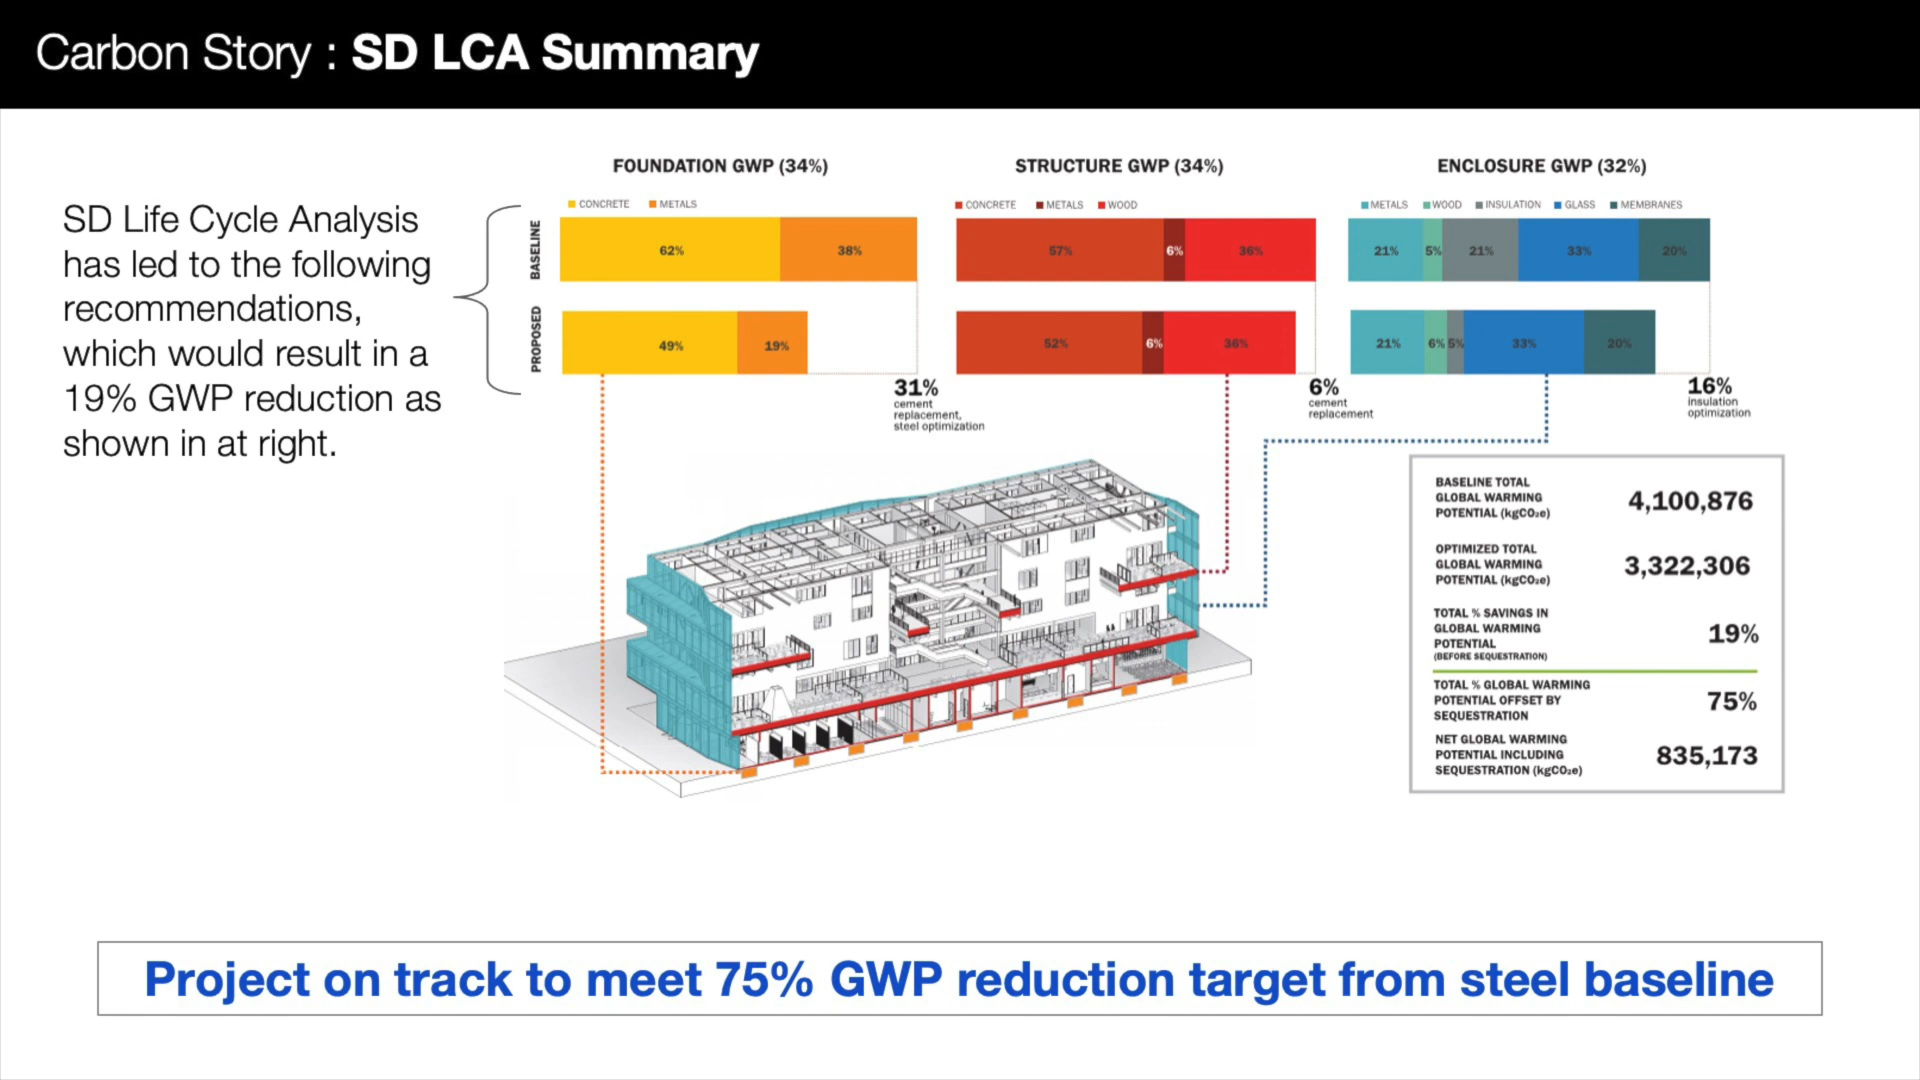 Carbon Story : SD LCA Summary
SD Life Cycle Analysis
has led to the following
recommendations,
which would result in a
19% GWP reduction as
shown in at right.
FOUNDATION GWP (34%)
CONCRETE METALS
BASELINE
62% 38%
PROPOSED
49% 19%
31%
cement
replacement,
steel optimization
STRUCTURE GWP (34%)
CONCRETE METALS WOOD
57% 6% 36%
52% 6% 36%
6%
cement
replacement
ENCLOSURE GWP (32%)
METALS WOOD INSULATION GLASS MEMBRANES
21% 5% 21% 33% 20%
21% 6% 5% 33% 20%
16%
insulation
optimization
BASELINE TOTAL
GLOBAL WARMING
POTENTIAL (kgCO₂e)
4,100,876
OPTIMIZED TOTAL
GLOBAL WARMING
POTENTIAL (kgCO₂e)
3,322,306
TOTAL % SAVINGS IN
GLOBAL WARMING
POTENTIAL
(BEFORE SEQUESTRATION)
19%
TOTAL % GLOBAL WARMING
POTENTIAL OFFSET BY
SEQUESTRATION
75%
NET GLOBAL WARMING
POTENTIAL INCLUDING
SEQUESTRATION (kgCO₂e)
835,173
Project on track to meet 75% GWP reduction target from steel baseline